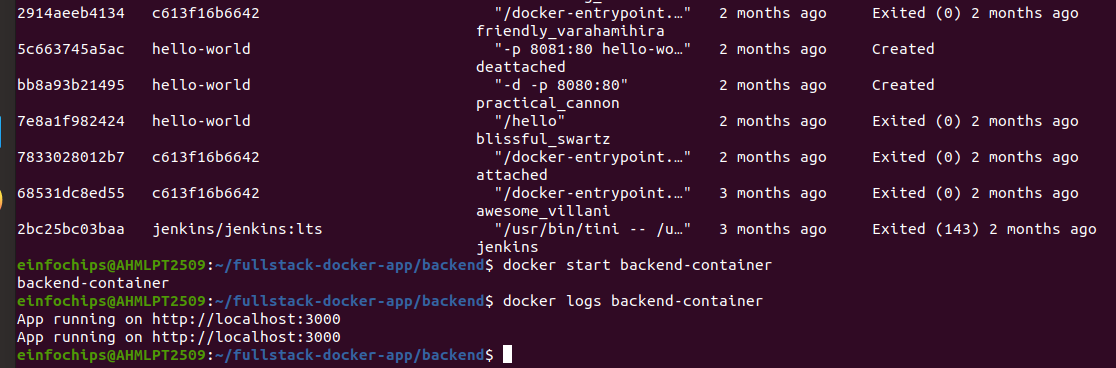 2914aeeb4134 c613f16b6642 "/docker-entrypoint.…" 2 months ago Exited (0) 2 months ago
friendly_varahamihira
5c663745a5ac hello-world "-p 8081:80 hello-wo…" 2 months ago Created
deattached
bb8a93b21495 hello-world "-d -p 8080:80" 2 months ago Created
practical_cannon
7e8a1f982424 hello-world "/hello" 2 months ago Exited (0) 2 months ago
blissful_swartz
7833028012b7 c613f16b6642 "/docker-entrypoint.…" 2 months ago Exited (0) 2 months ago
attached
68531dc8ed55 c613f16b6642 "/docker-entrypoint.…" 3 months ago Exited (0) 2 months ago
awesome_villani
2bc25bc03baa jenkins/jenkins:lts "/usr/bin/tini -- /u…" 3 months ago Exited (143) 2 months ago
jenkins
einfochips@AHMLPT2509:~/fullstack-docker-app/backend$ docker start backend-container
backend-container
einfochips@AHMLPT2509:~/fullstack-docker-app/backend$ docker logs backend-container
App running on http://localhost:3000
App running on http://localhost:3000
einfochips@AHMLPT2509:~/fullstack-docker-app/backend$